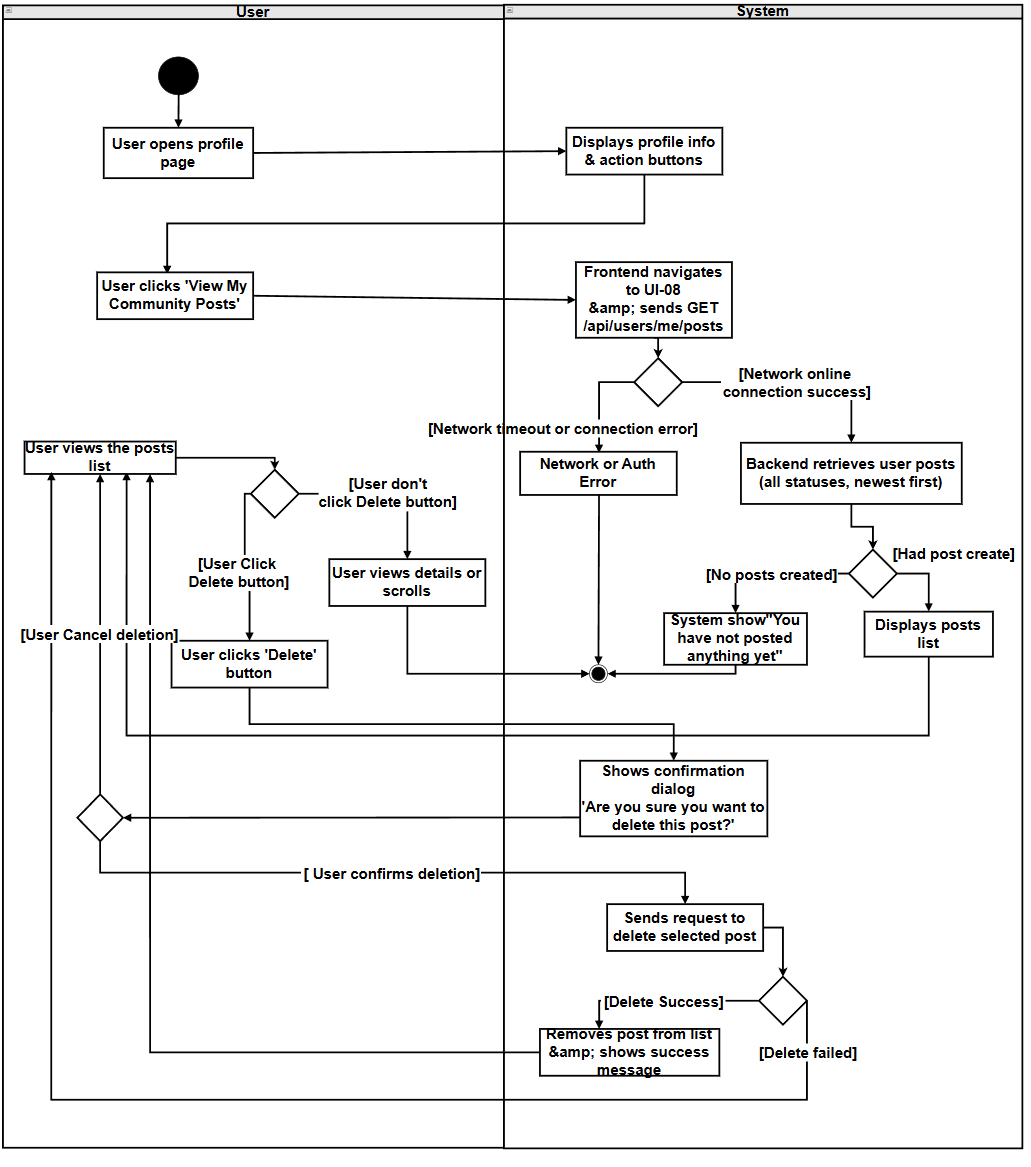 User
System
User opens profile
page
Displays profile info
& action buttons
User clicks 'View My
Community Posts'
Frontend navigates
to UI-08
&amp; sends GET
/api/users/me/posts
[Network online
connection success]
[Network timeout or connection error]
User views the posts
list
Network or Auth
Error
Backend retrieves user posts
(all statuses, newest first)
[User don't
click Delete button]
[User Click
Delete button]
[Had post create]
[No posts created]
User views details or
scrolls
System show"You
have not posted
anything yet"
Displays posts
list
[User Cancel deletion]
User clicks 'Delete'
button
Shows confirmation
dialog
'Are you sure you want to
delete this post?'
[ User confirms deletion]
Sends request to
delete selected post
[Delete Success]
Removes post from list
&amp; shows success
message
[Delete failed]